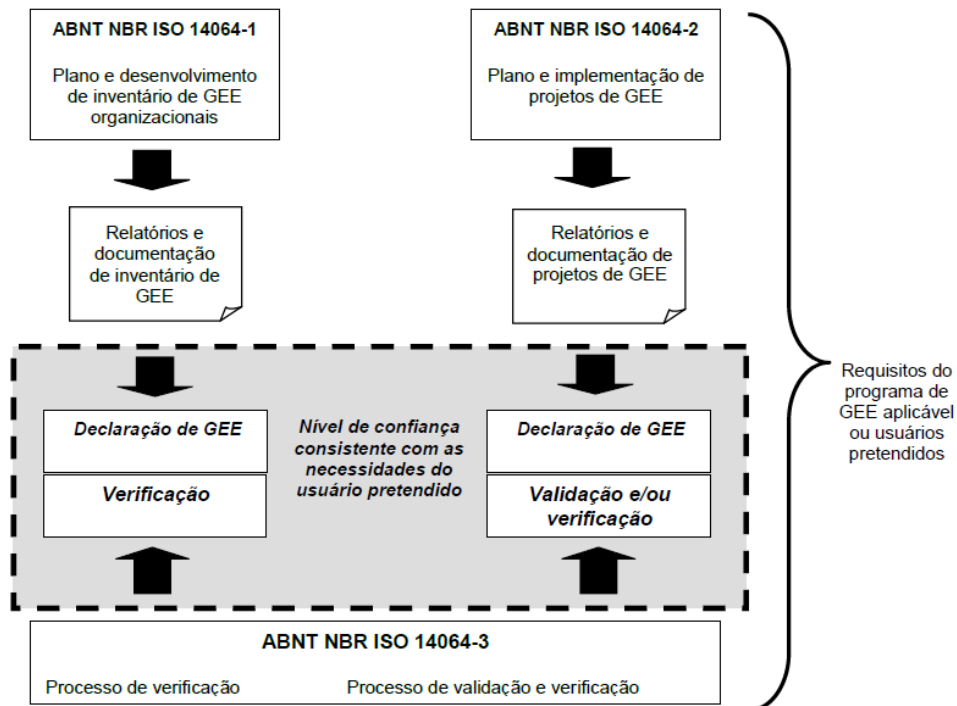 ABNT NBR ISO 14064-1
Plano e desenvolvimento
de inventário de GEE
organizacionais
ABNT NBR ISO 14064-2
Plano e implementação de
projetos de GEE
Relatórios e
documentação
de inventário de
GEE
Relatórios e
documentação de
projetos de GEE
Declaração de GEE
Verificação
Nível de confiança
consistente com as
necessidades do
usuário pretendido
Declaração de GEE
Validação e/ou
verificação
Requisitos do
programa de
GEE aplicável
ou usuários
pretendidos
ABNT NBR ISO 14064-3
Processo de verificação
Processo de validação e verificação